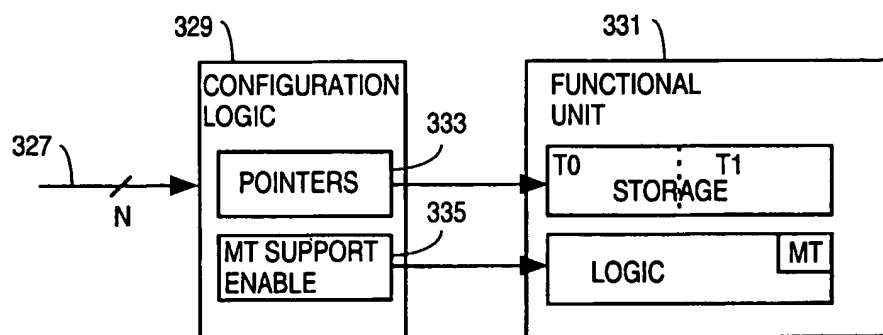 329
331
CONFIGURATION
LOGIC
FUNCTIONAL
UNIT
327
333
N
POINTERS
T0
T1
STORAGE
335
MT SUPPORT
ENABLE
LOGIC
MT